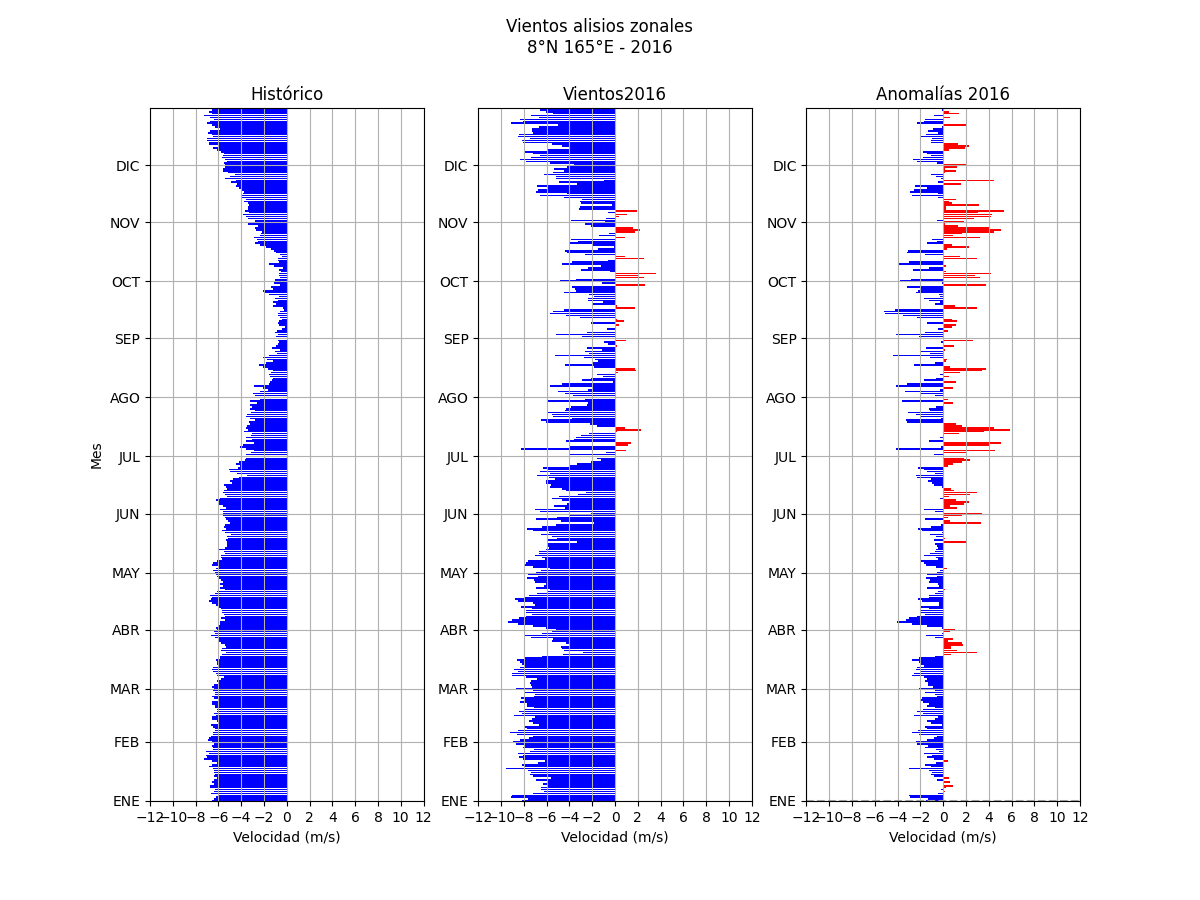 Vientos alisios zonales
8°N 165°E - 2016
Histórico
Vientos2016
Anomalías 2016
Mes
DIC
NOV
OCT
SEP
AGO
JUL
JUN
MAY
ABR
MAR
FEB
ENE
−12 −10 −8 −6 −4 −2 0 2 4 6 8 10 12
Velocidad (m/s)
DIC
NOV
OCT
SEP
AGO
JUL
JUN
MAY
ABR
MAR
FEB
ENE
−12 −10 −8 −6 −4 −2 0 2 4 6 8 10 12
Velocidad (m/s)
DIC
NOV
OCT
SEP
AGO
JUL
JUN
MAY
ABR
MAR
FEB
ENE
−12 −10 −8 −6 −4 −2 0 2 4 6 8 10 12
Velocidad (m/s)